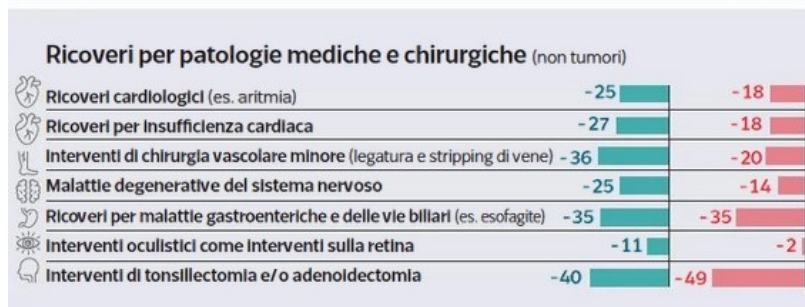 Ricoveri per patologie mediche e chirurgiche (non tumori)
Ricoveri cardiologici (es. aritmia) -25 -18
Ricoveri per insufficienza cardiaca -27 -18
Interventi di chirurgia vascolare minore (legatura e stripping di vene) -36 -20
Malattie degenerative del sistema nervoso -25 -14
Ricoveri per malattie gastroenteriche e delle vie biliari (es. esofagite) -35 -35
Interventi oculistici come interventi sulla retina -11 -2
Interventi di tonsillectomia e/o adenoidectomia -40 -49